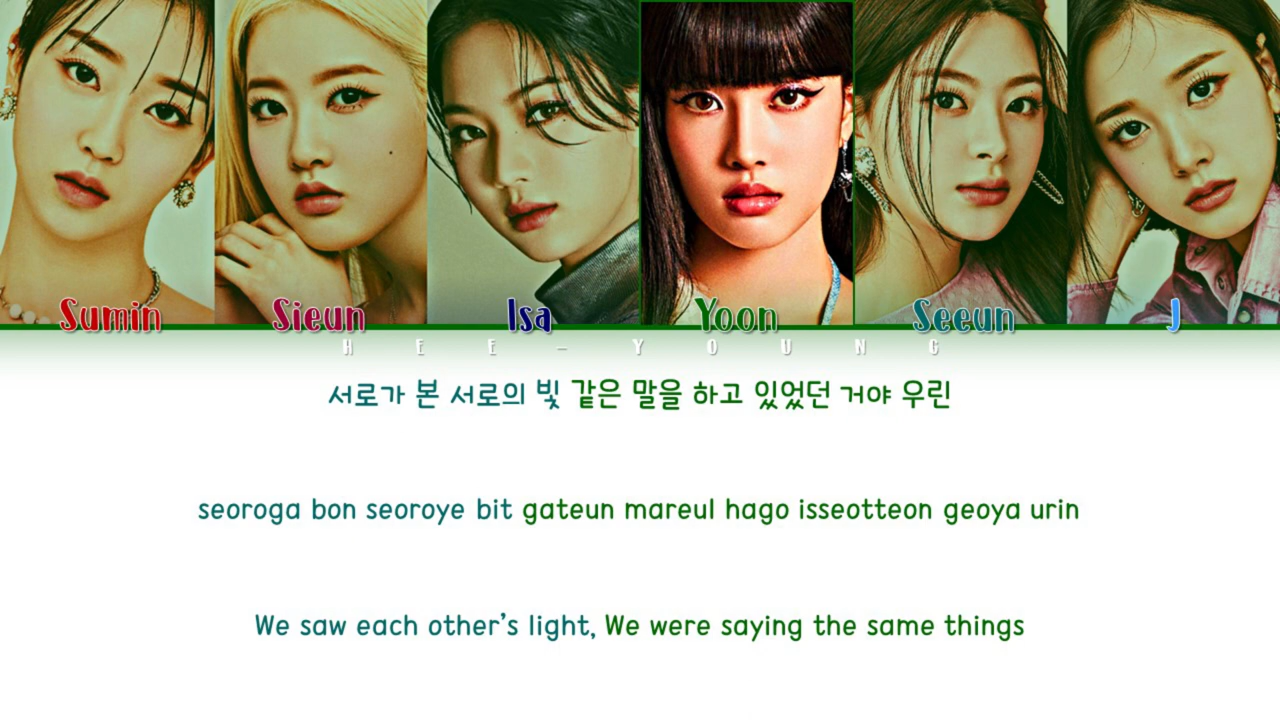 Sumin Sieun Isa Yoon Seeun J
HEE-YOUNG
서로가 본 서로의 빛 같은 말을 하고 있었던 거야 우린
seoroga bon seoroye bit gateun mareul hago isseotteon geoya urin
We saw each other's light, We were saying the same things